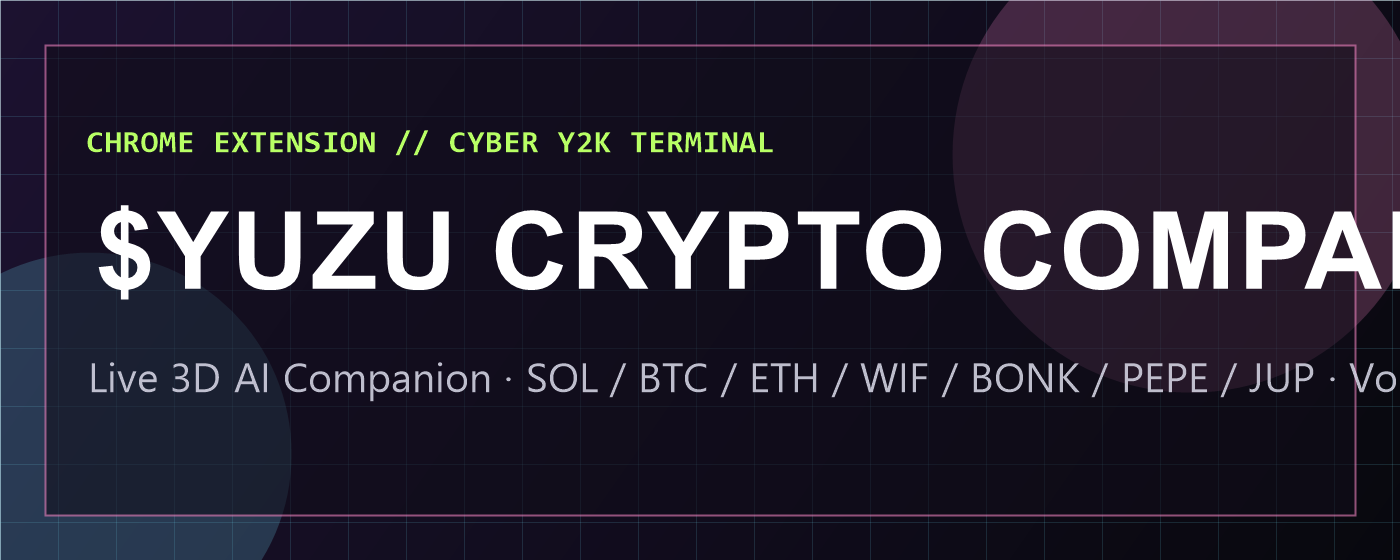 CHROME EXTENSION // CYBER Y2K TERMINAL
$YUZU CRYPTO COMPA
Live 3D AI Companion · SOL / BTC / ETH / WIF / BONK / PEPE / JUP · Vo